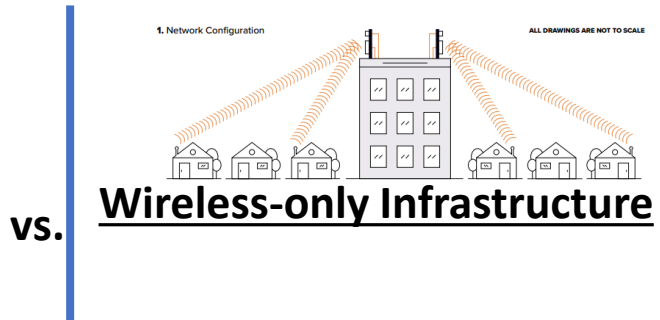 1. Network Configuration
ALL DRAWINGS ARE NOT TO SCALE
Wireless-only Infrastructure
vs.